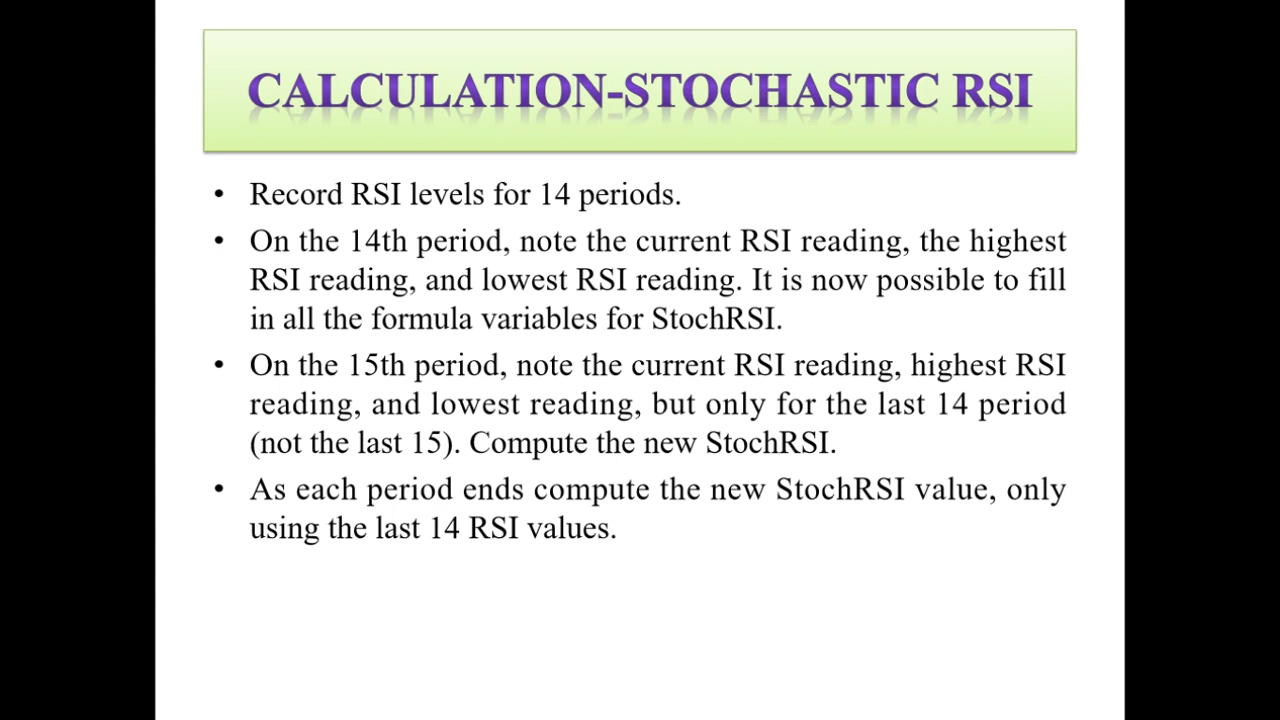 CALCULATION-STOCHASTIC RSI
• Record RSI levels for 14 periods.
• On the 14th period, note the current RSI reading, the highest
RSI reading, and lowest RSI reading. It is now possible to fill
in all the formula variables for StochRSI.
• On the 15th period, note the current RSI reading, highest RSI
reading, and lowest reading, but only for the last 14 period
(not the last 15). Compute the new StochRSI.
• As each period ends compute the new StochRSI value, only
using the last 14 RSI values.